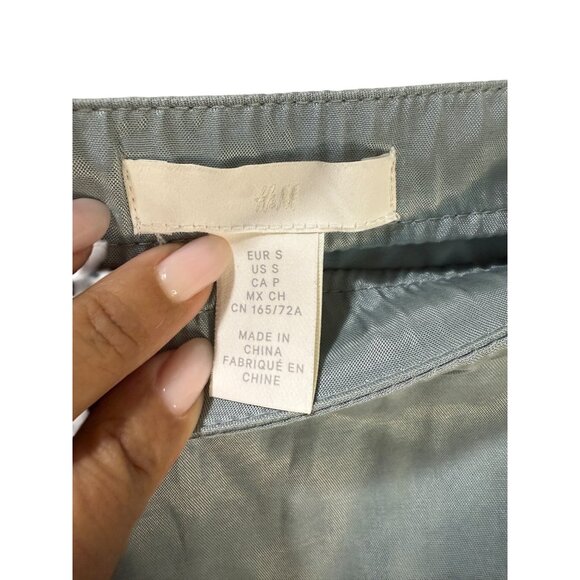 H&M
EUR S
US S
CA P
MX CH
CN 165/72A
MADE IN
CHINA
FABRIQUÉ EN
CHINE